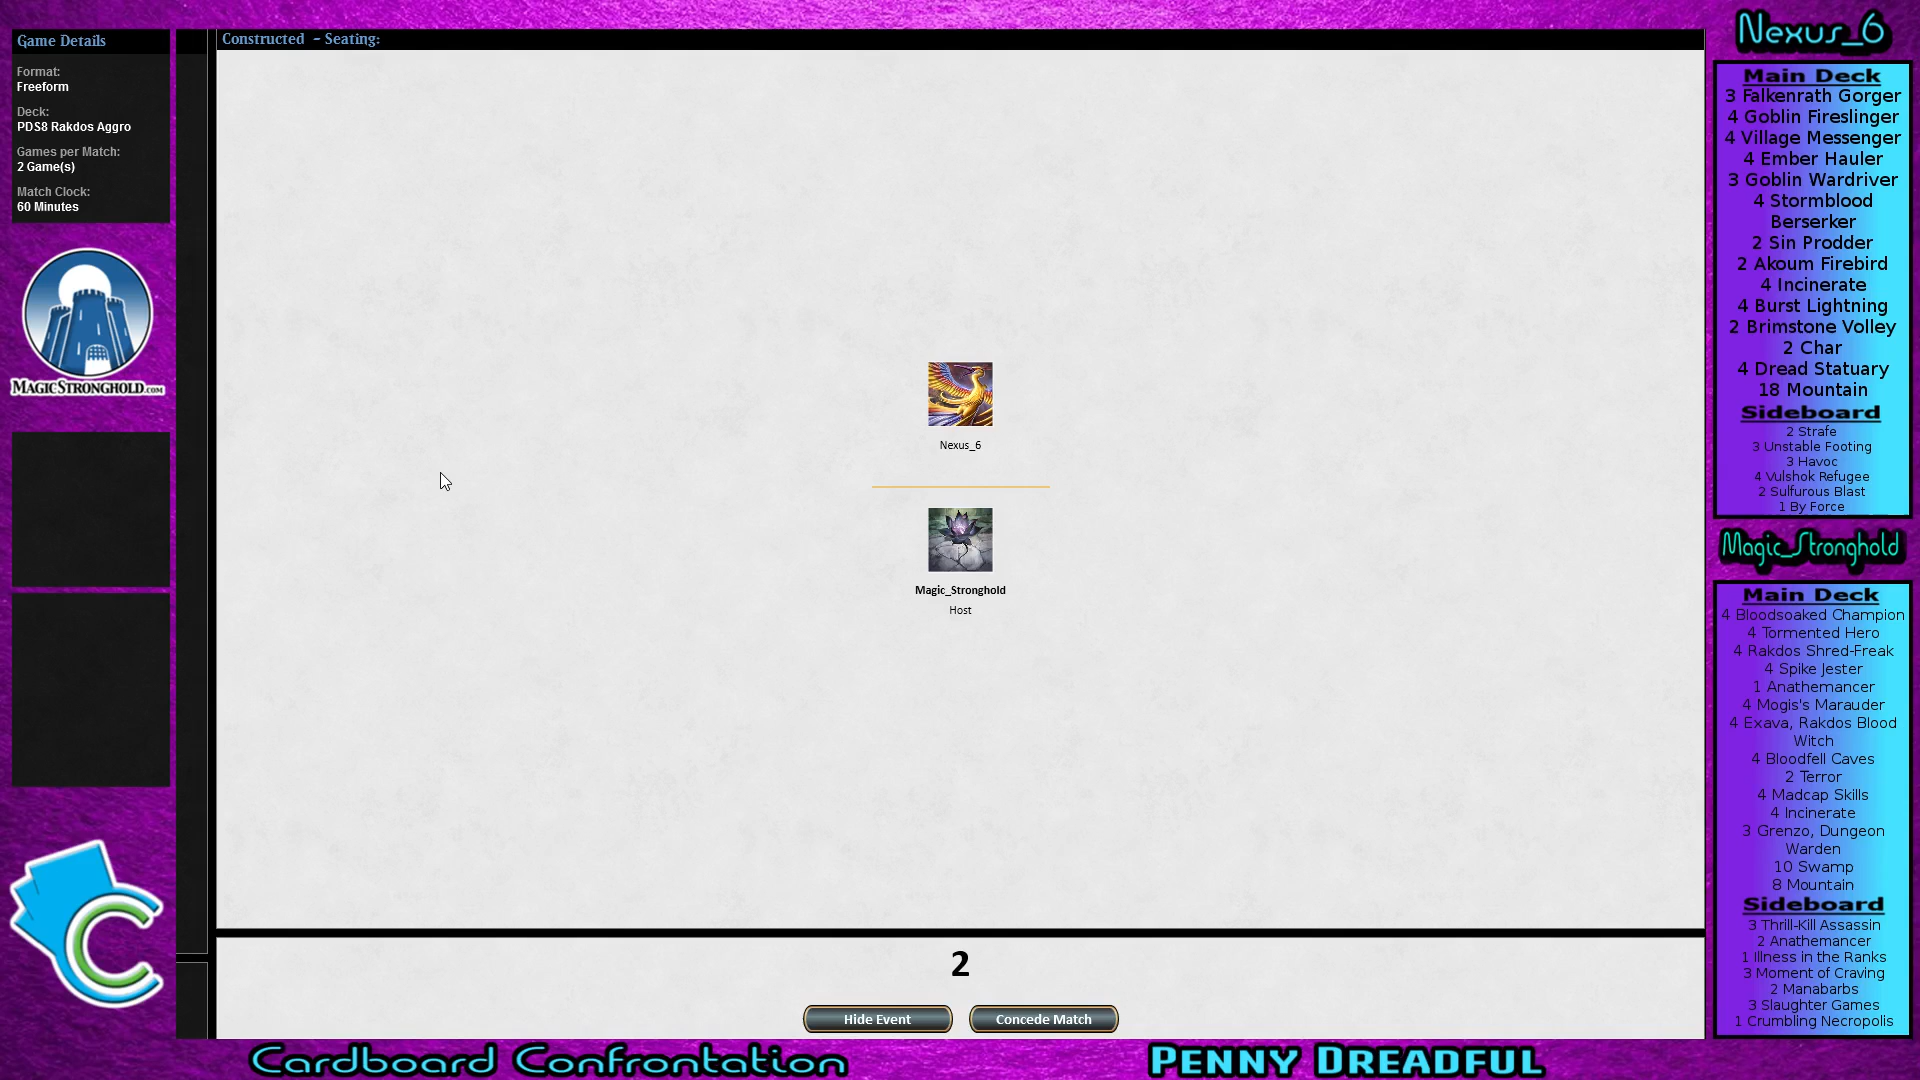 Game Details
Format:
Freeform
Deck:
PDS8 Rakdos Aggro
Games per Match:
2 Game(s)
Match Clock:
60 Minutes
MAGICSTRONGHOLD.COM
Constructed - Seating:
Nexus_6
Magic_Stronghold
Host
2
Hide Event
Concede Match
Nexus_6
Main Deck
3 Falkenrath Gorger
4 Goblin Fireslinger
4 Village Messenger
4 Ember Hauler
3 Goblin Wardriver
4 Stormblood
Berserker
2 Sin Prodder
2 Akoum Firebird
4 Incinerate
4 Burst Lightning
2 Brimstone Volley
2 Char
4 Dread Statuary
18 Mountain
Sideboard
2 Strafe
3 Unstable Footing
3 Havoc
4 Vulshok Refugee
2 Sulfurous Blast
1 By Force
Magic_Stronghold
Main Deck
4 Bloodsoaked Champion
4 Tormented Hero
4 Rakdos Shred-Freak
4 Spike Jester
1 Anathemancer
4 Mogis's Marauder
4 Exava, Rakdos Blood
Witch
4 Bloodfell Caves
2 Terror
4 Madcap Skills
4 Incinerate
3 Grenzo, Dungeon
Warden
10 Swamp
8 Mountain
Sideboard
3 Thrill-Kill Assassin
2 Anathemancer
1 Illness in the Ranks
3 Moment of Craving
2 Manabarbs
3 Slaughter Games
1 Crumbling Necropolis
Cardboard Confrontation
PENNY DREADFUL